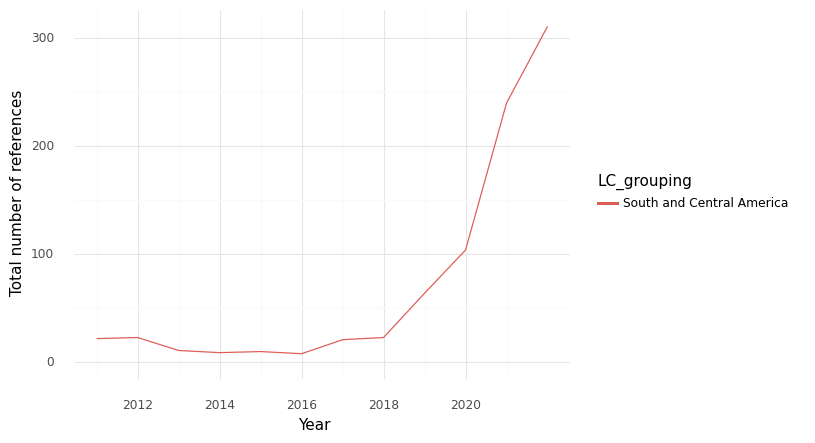 300
200
100
0
2012 2014 2016 2018 2020
Year
Total number of references
LC_grouping
South and Central America